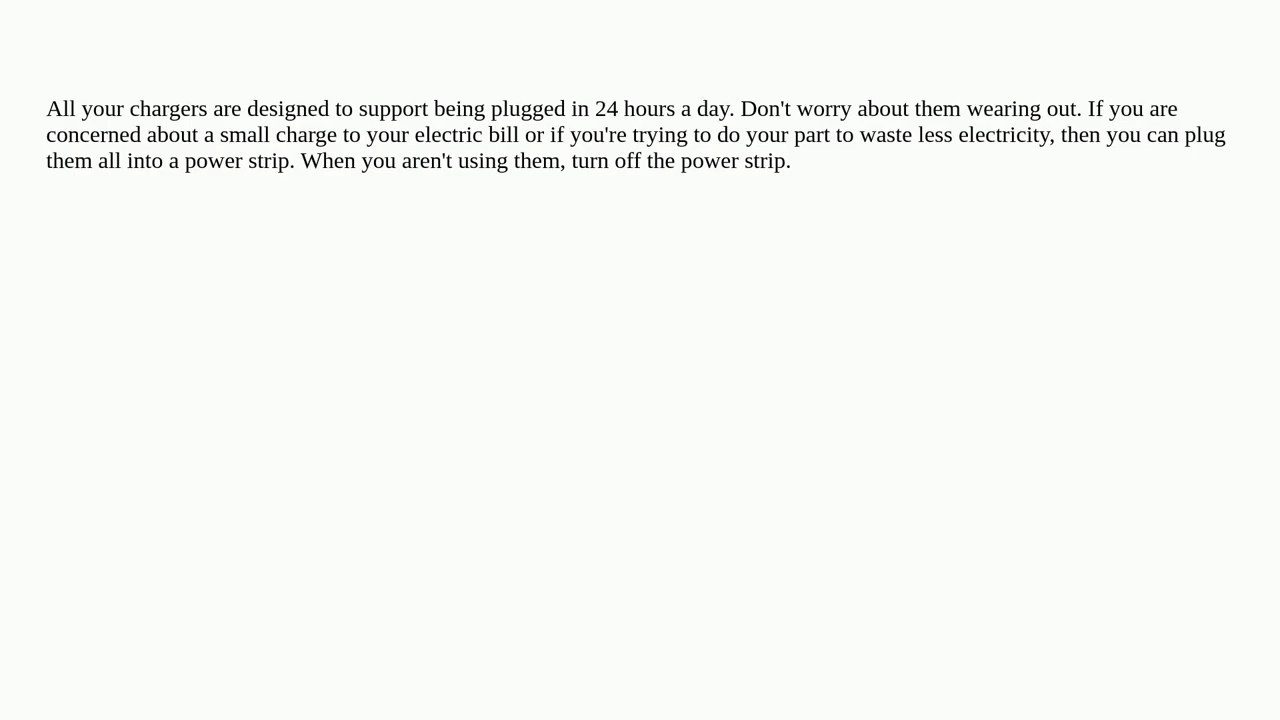 All your chargers are designed to support being plugged in 24 hours a day. Don't worry about them wearing out. If you are
concerned about a small charge to your electric bill or if you're trying to do your part to waste less electricity, then you can plug
them all into a power strip. When you aren't using them, turn off the power strip.